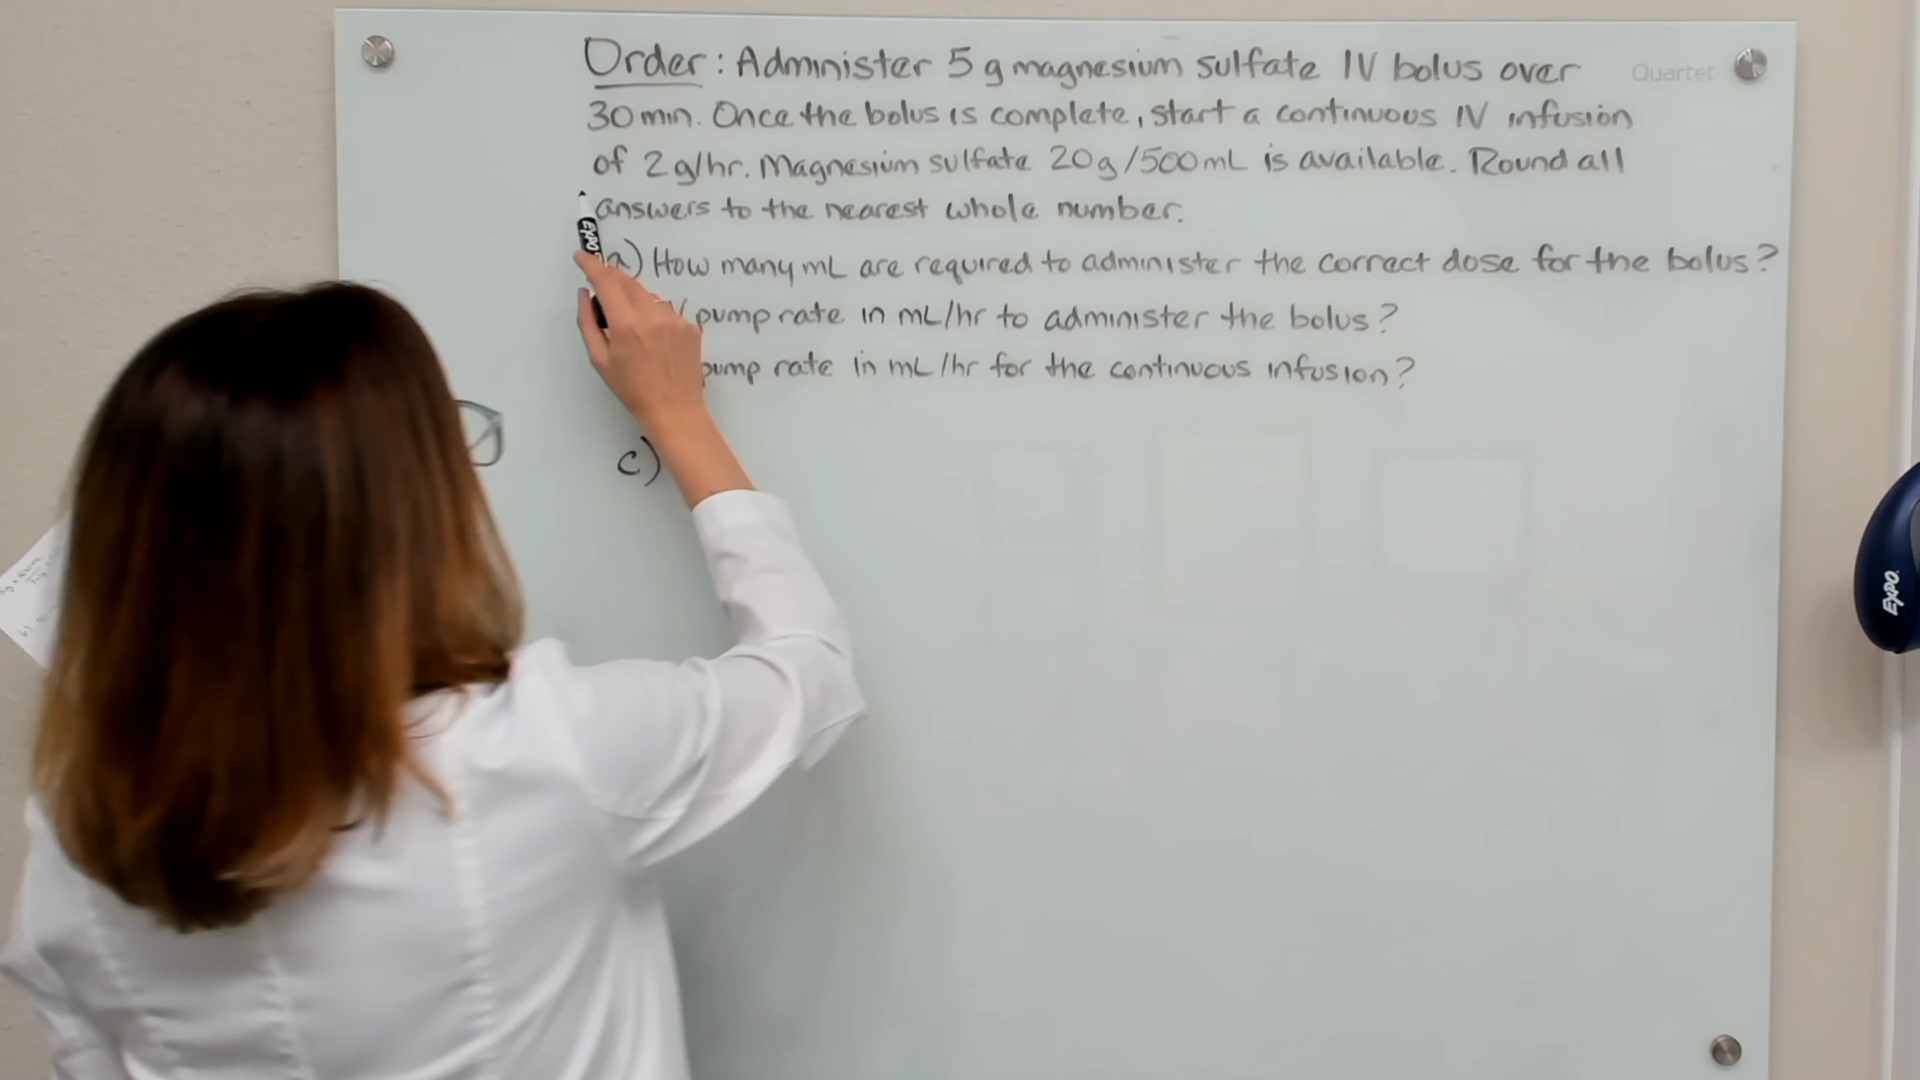 Order: Administer 5 g magnesium sulfate IV bolus over
Quartet
30 min. Once the bolus is complete, start a continuous IV infusion
of 2 g/hr. Magnesium sulfate 20g/500mL is available. Round all
answers to the nearest whole number.
a) How many mL are required to administer the correct dose for the bolus?
pump rate in mL/hr to administer the bolus?
pump rate in mL/hr for the continuous infusion?
c)
EXPO
EXPO